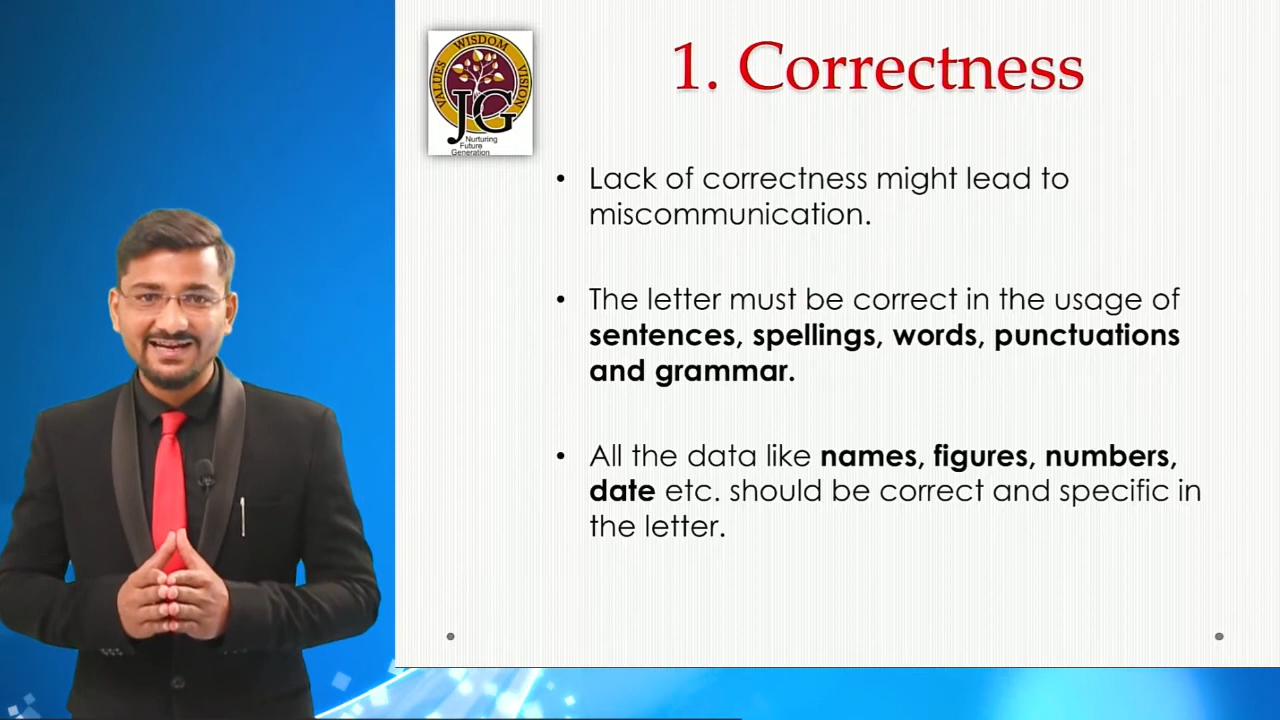 VALUES WISDOM VISION
JG
Nurturing
Future
Generation
1. Correctness
• Lack of correctness might lead to
miscommunication.
• The letter must be correct in the usage of
sentences, spellings, words, punctuations
and grammar.
• All the data like names, figures, numbers,
date etc. should be correct and specific in
the letter.